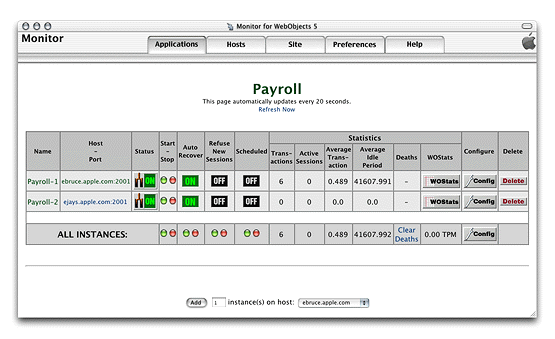 Monitor for WebObjects 5
Monitor
Applications Hosts Site Preferences Help
Payroll
This page automatically updates every 20 seconds.
Refresh Now
Statistics
Name Host - Port Status Start - Stop Auto Recover Refuse New Sessions Scheduled Trans-actions Active Sessions Average Trans-action Average Idle Period Deaths WOStats Configure Delete
Payroll-1 ebruce.apple.com:2001 ON ON OFF OFF 6 0 0.489 41607.991 - WOStats Config Delete
Payroll-2 ejays.apple.com:2001 ON ON OFF OFF 0 0 0.0 0.0 - WOStats Config Delete
ALL INSTANCES: 6 0 0.489 41607.992 Clear Deaths 0.00 TPM Config
Add 1 instance(s) on host: ebruce.apple.com